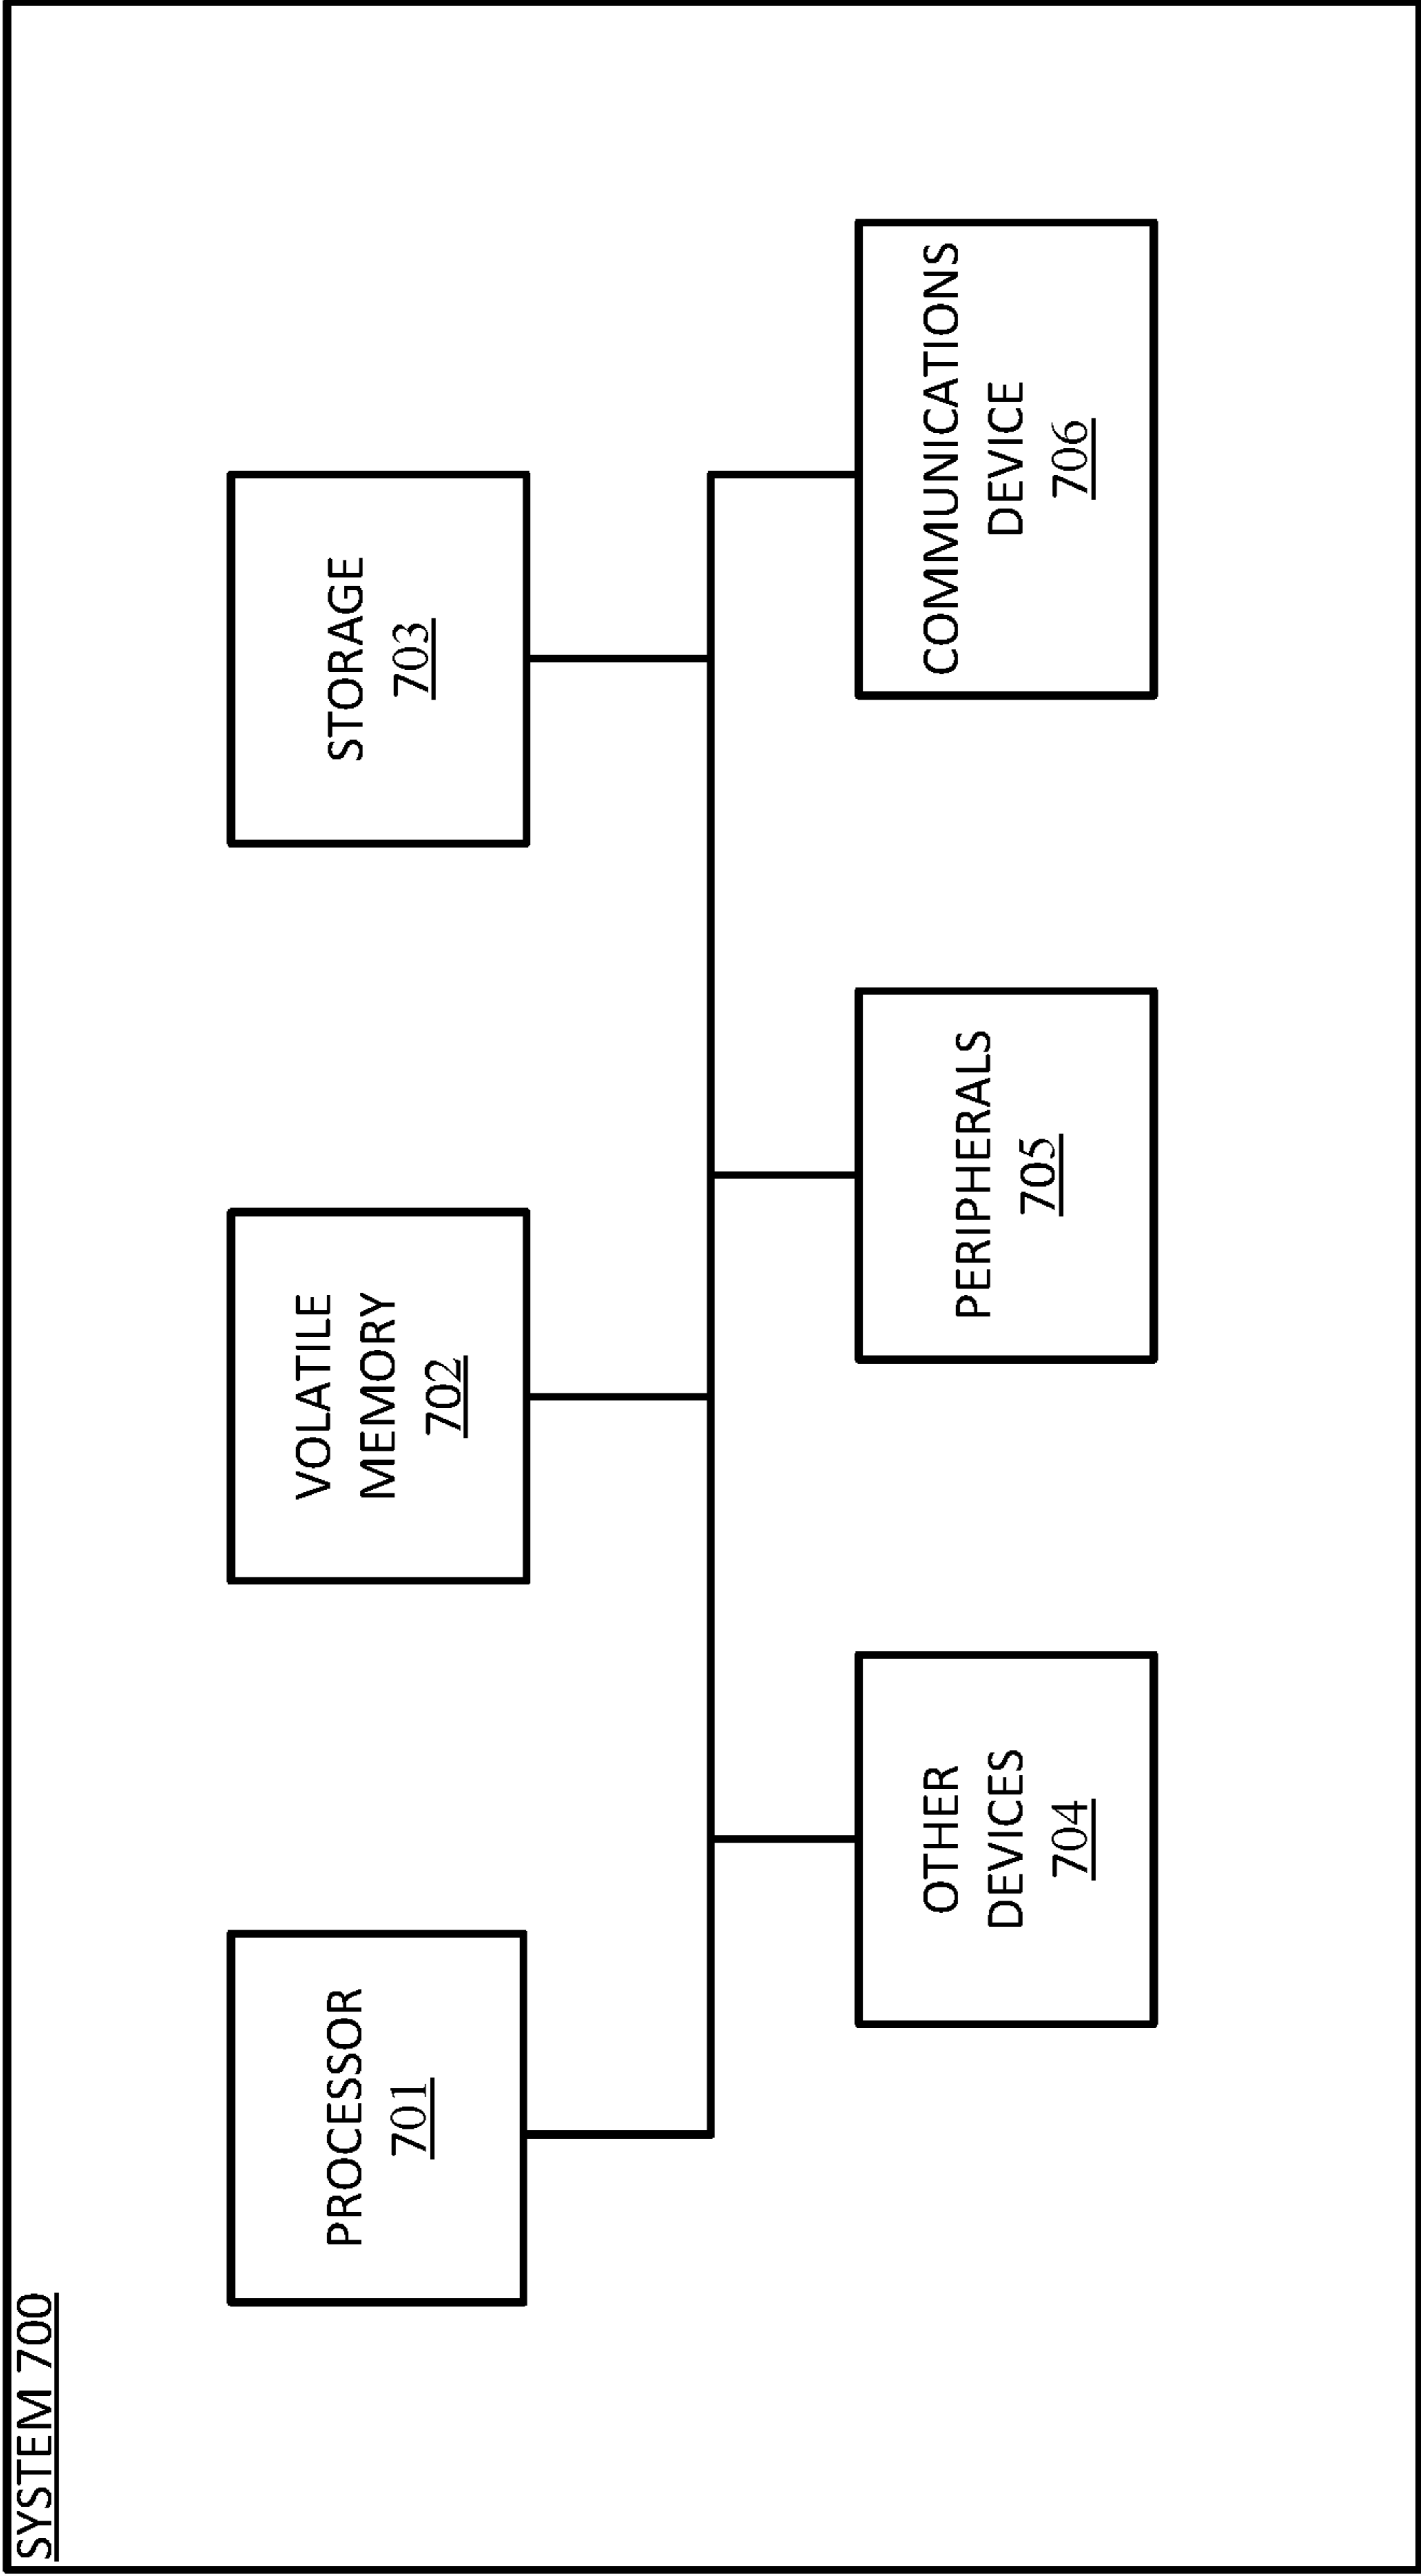 SYSTEM 700
PROCESSOR
701
VOLATILE
MEMORY
702
STORAGE
703
OTHER
DEVICES
704
PERIPHERALS
705
COMMUNICATIONS
DEVICE
706